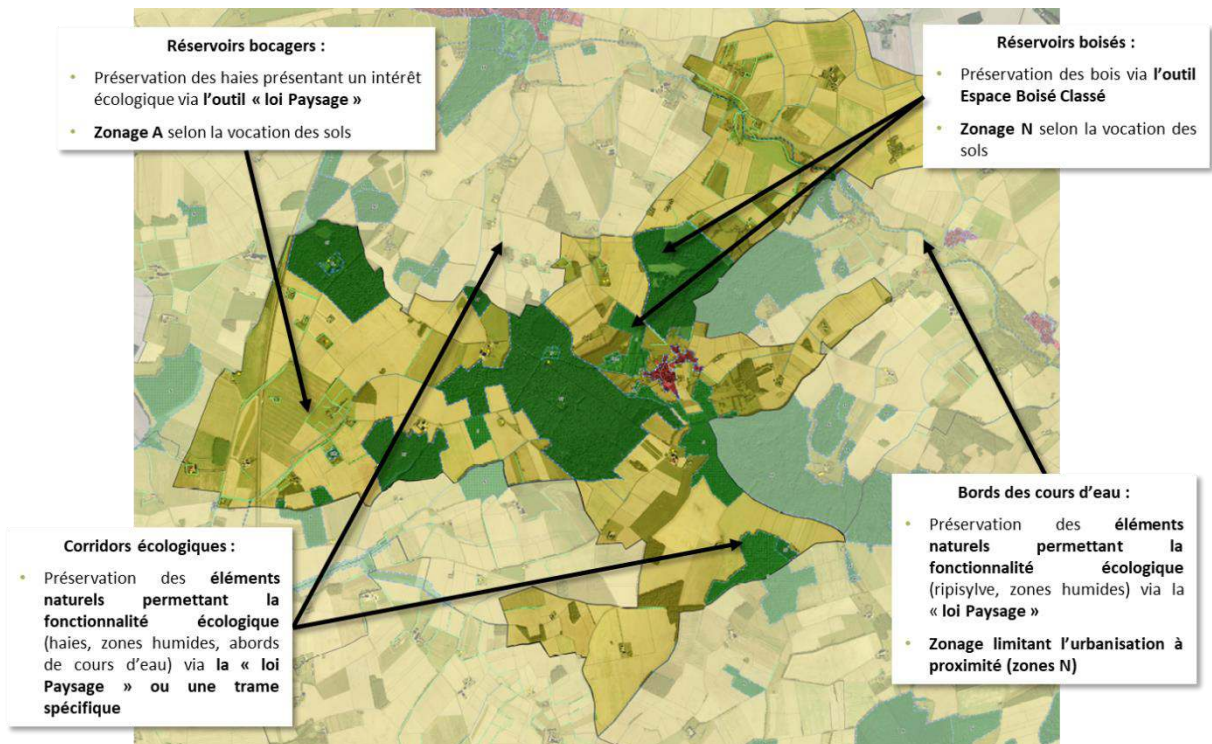 Réservoirs bocagers :
• Préservation des haies présentant un intérêt
écologique via l'outil « loi Paysage »
• Zonage A selon la vocation des sols
Réservoirs boisés :
• Préservation des bois via l'outil
Espace Boisé Classé
• Zonage N selon la vocation des
sols
Corridors écologiques :
• Préservation des éléments
naturels permettant la
fonctionnalité écologique
(haies, zones humides, abords
de cours d'eau) via la « loi
Paysage » ou une trame
spécifique
Bords des cours d'eau :
• Préservation des éléments
naturels permettant la
fonctionnalité écologique
(ripisylve, zones humides) via la
« loi Paysage »
• Zonage limitant l'urbanisation à
proximité (zones N)